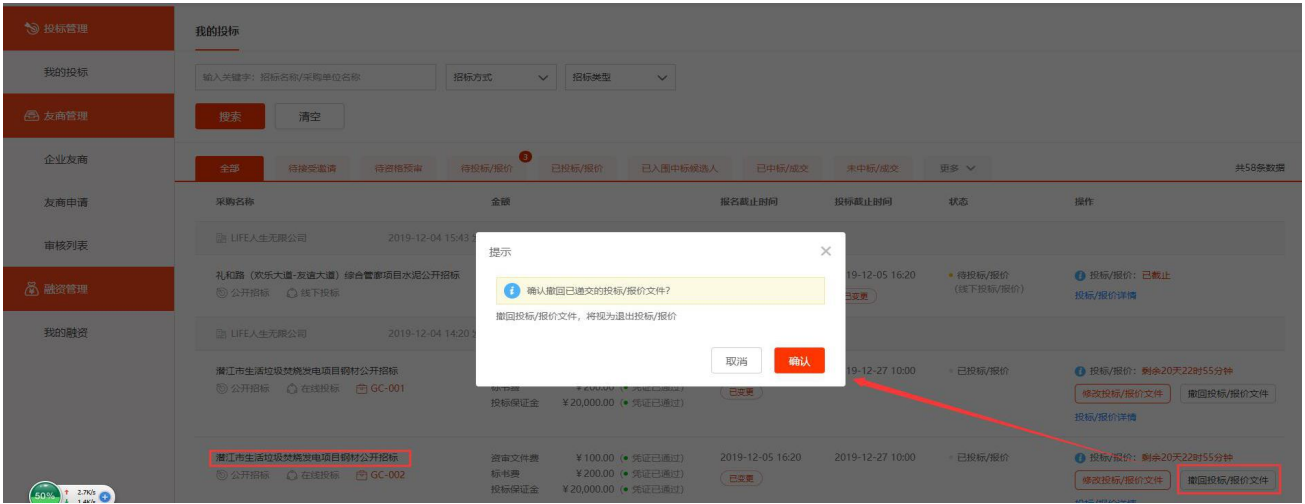 投标管理
我的投标
我的投标
输入关键字：招标名称/采购单位名称 招标方式 招标类型
友商管理
搜索 清空
企业友商
全部 待接受邀请 待资格预审 待投标/报价 3 已投标/报价 已入围中标候选人 已中标/成交 未中标/成交 更多 共58条数据
友商申请
采购名称 金额 报名截止时间 投标截止时间 状态 操作
审核列表
LIFE人生无限公司 2019-12-04 15:43
提示
礼和路（欢乐大道-友谊大道）综合管廊项目水泥公开招标 19-12-05 16:20 待投标/报价 投标/报价：已截止
融资管理
确认撤回已递交的投标/报价文件？
公开招标 线下投标 已变更 (线下投标/报价) 投标/报价详情
撤回投标/报价文件，将视为退出投标/报价
我的融资
LIFE人生无限公司 2019-12-04 14:20
取消 确认
潜江市生活垃圾焚烧发电项目钢材公开招标 19-12-27 10:00 已投标/报价 投标/报价：剩余20天22时55分钟
公开招标 在线投标 GC-001 标书费 ￥200.00 (● 凭证已通过) 已变更 修改投标/报价文件 撤回投标/报价文件
投标保证金 ￥20,000.00 (● 凭证已通过)
投标/报价详情
潜江市生活垃圾焚烧发电项目钢材公开招标 资审文件费 ￥100.00 (● 凭证已通过) 2019-12-05 16:20 2019-12-27 10:00 已投标/报价 投标/报价：剩余20天22时55分钟
公开招标 在线投标 GC-002 标书费 ￥200.00 (● 凭证已通过) 已变更 修改投标/报价文件 撤回投标/报价文件
投标保证金 ￥20,000.00 (● 凭证已通过)
投标/报价详情
50% 2.7K/s
1.4K/s